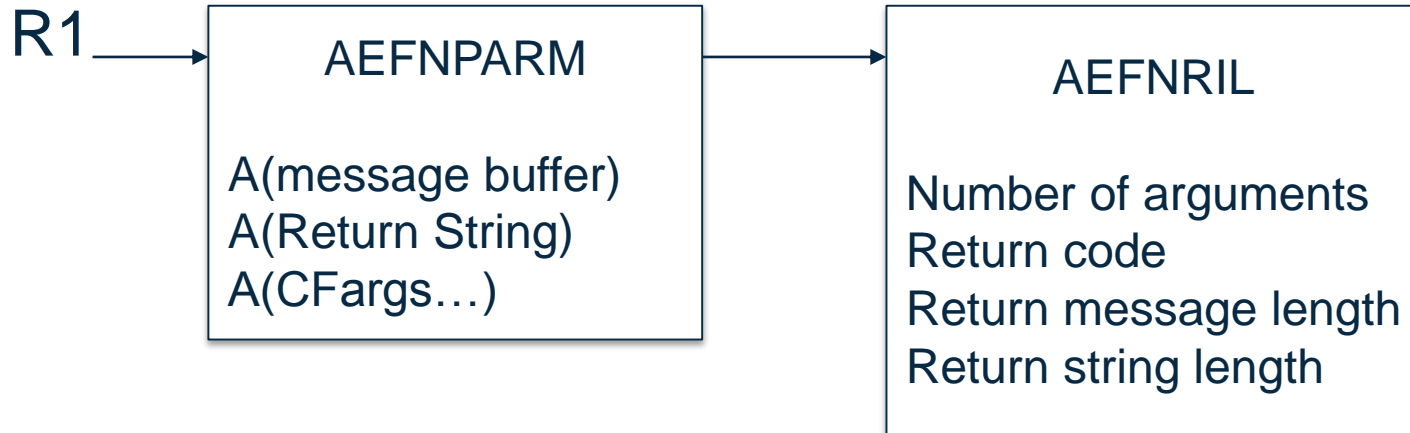 R1
AEFNPARM
A(message buffer)
A(Return String)
A(CFargs…)
AEFNRIL
Number of arguments
Return code
Return message length
Return string length